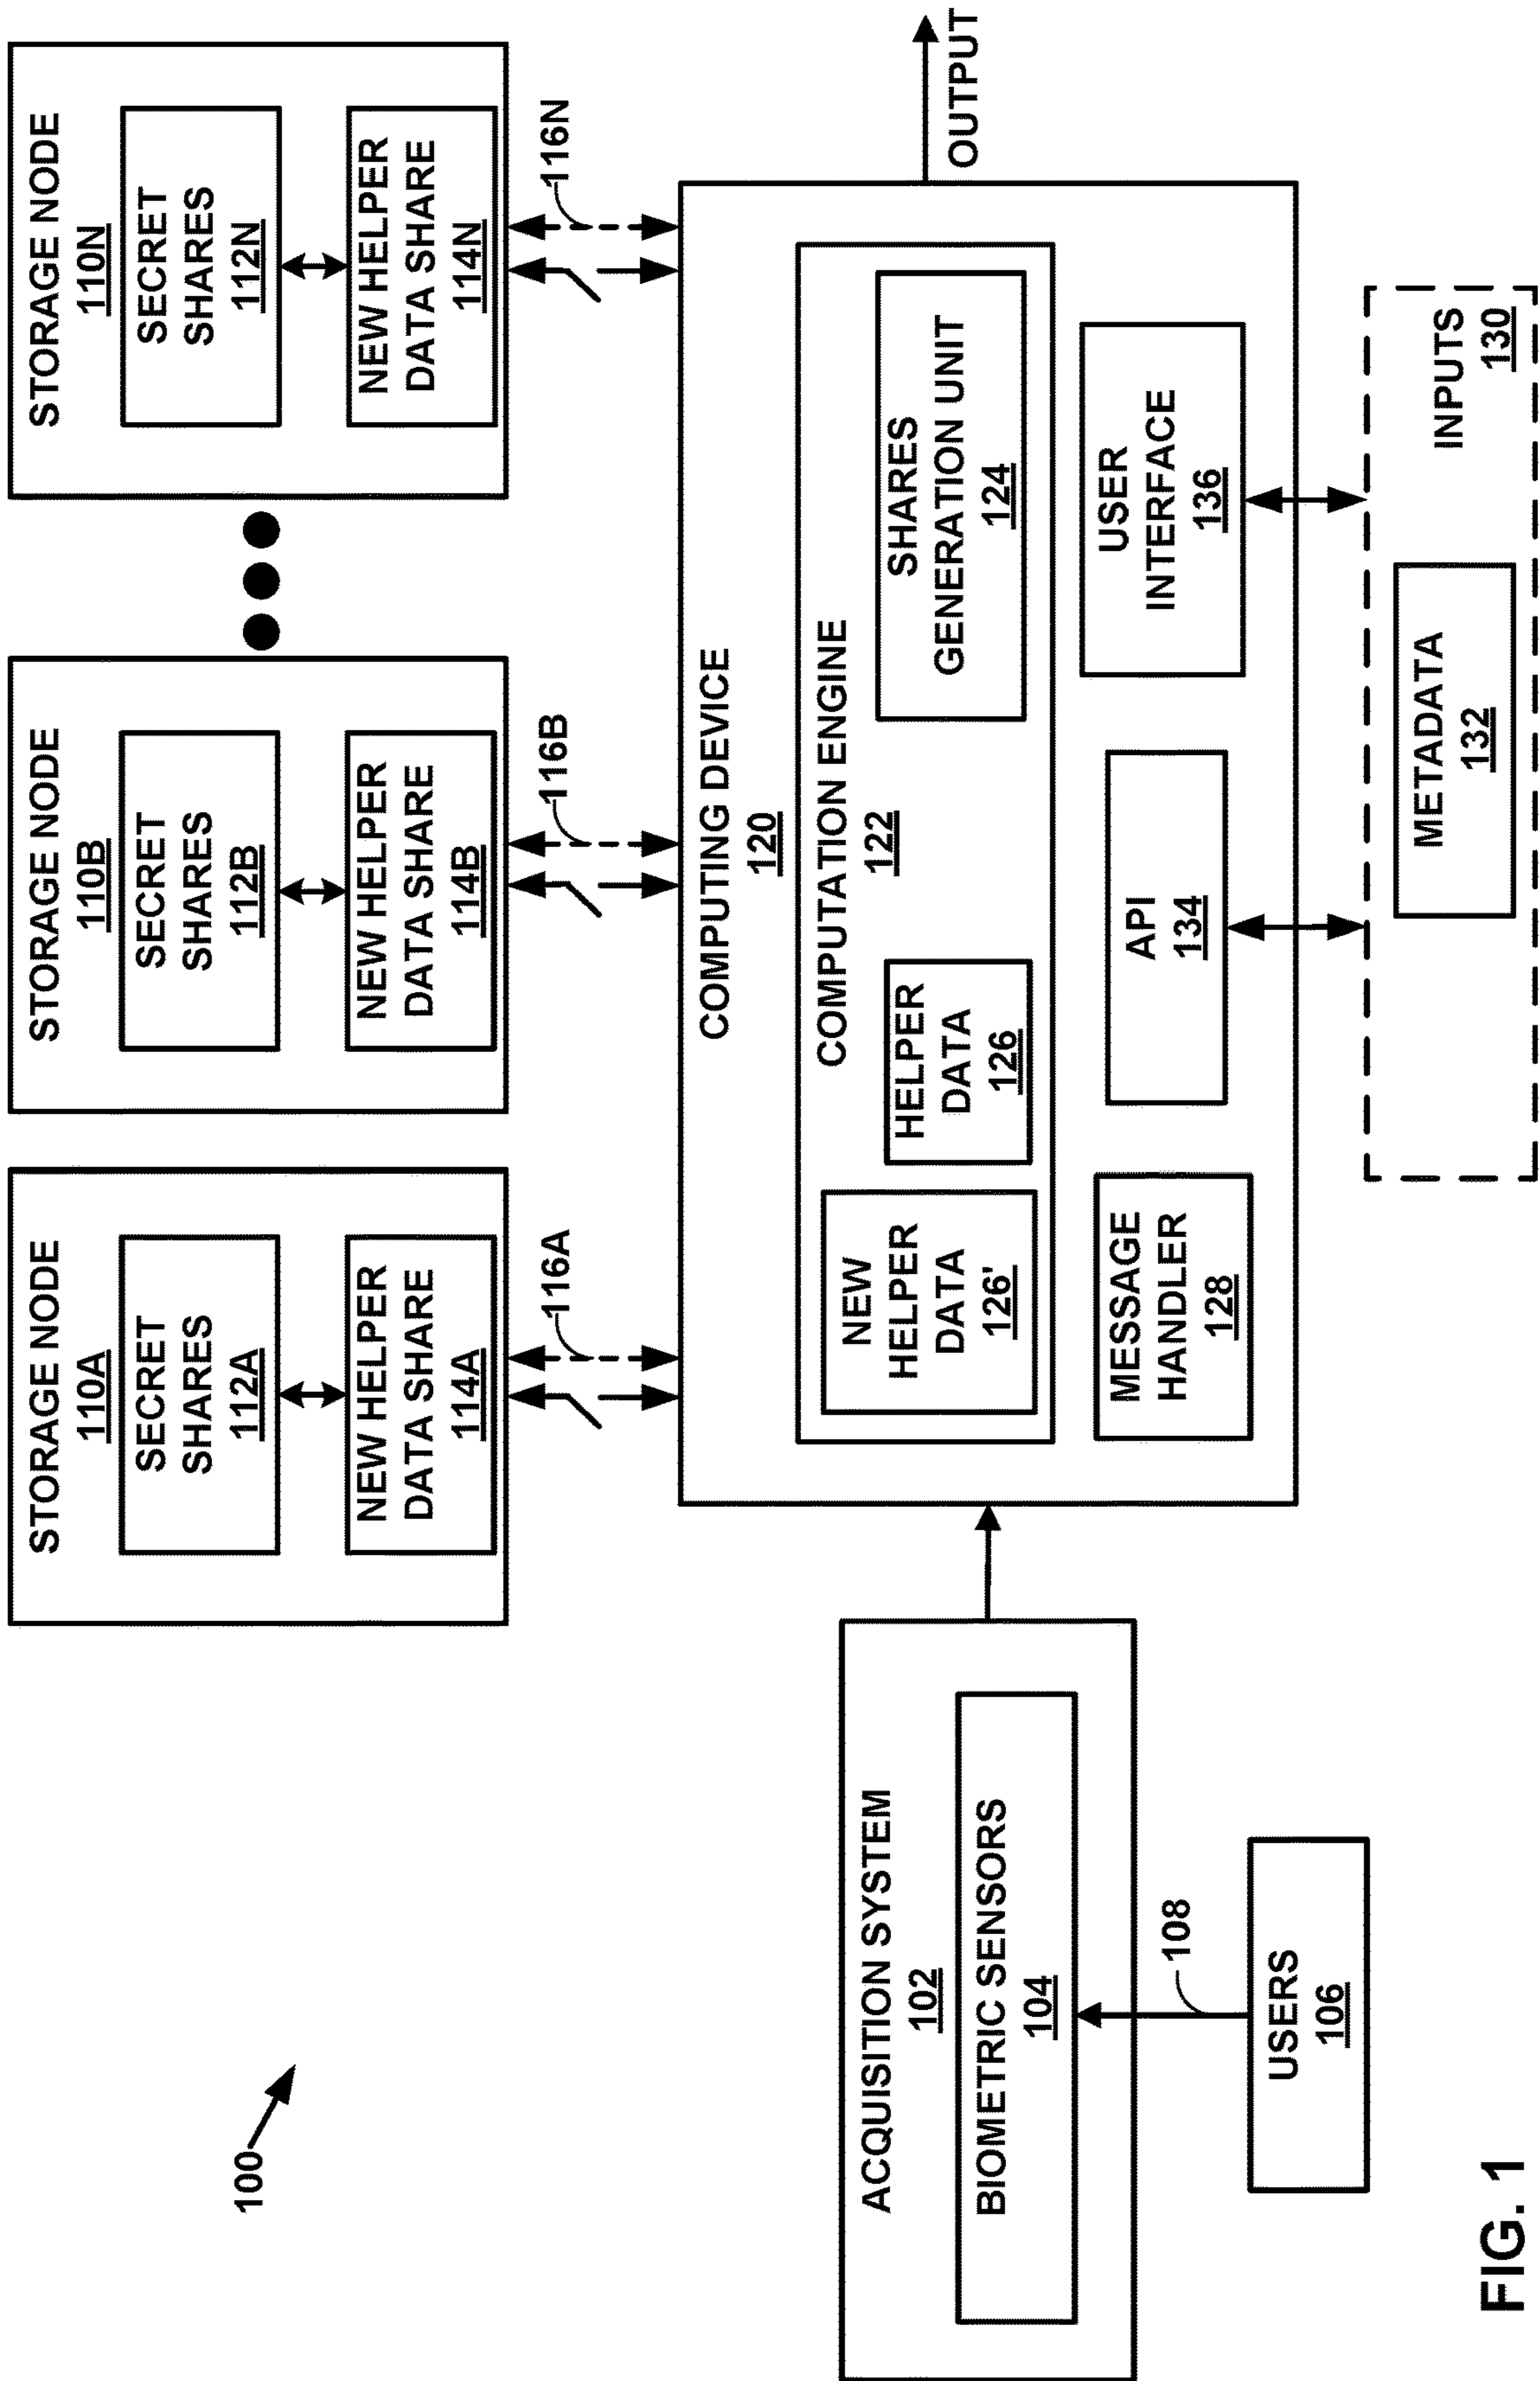 100
STORAGE NODE
110A
SECRET
SHARES
112A
NEW HELPER
DATA SHARE
114A
116A
STORAGE NODE
110B
SECRET
SHARES
112B
NEW HELPER
DATA SHARE
114B
116B
STORAGE NODE
110N
SECRET
SHARES
112N
NEW HELPER
DATA SHARE
114N
116N
ACQUISITION SYSTEM
102
BIOMETRIC SENSORS
104
108
USERS
106
COMPUTING DEVICE
120
COMPUTATION ENGINE
122
NEW
HELPER
DATA
126'
HELPER
DATA
126
SHARES
GENERATION UNIT
124
MESSAGE
HANDLER
128
API
134
USER
INTERFACE
136
OUTPUT
INPUTS
130
METADATA
132
FIG. 1